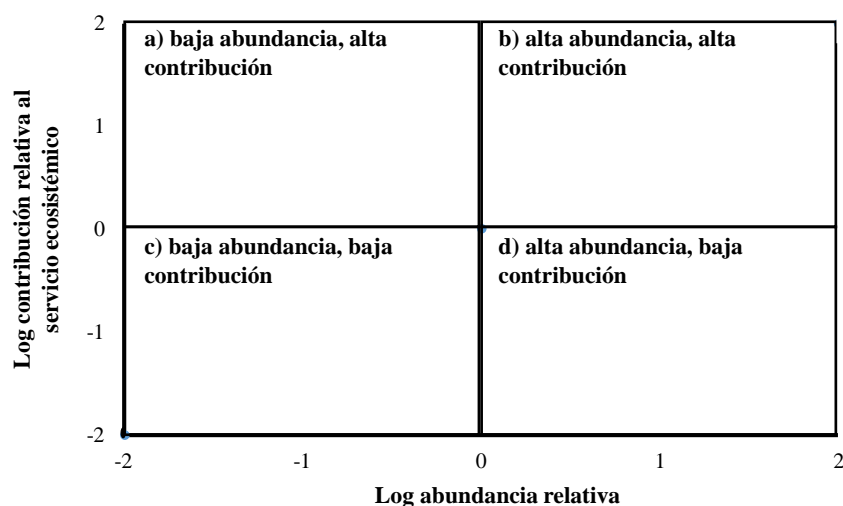 2
1
0
-1
-2
Log contribución relativa al
servicio ecosistémico
a) baja abundancia, alta
contribución
b) alta abundancia, alta
contribución
c) baja abundancia, baja
contribución
d) alta abundancia, baja
contribución
-2 -1 0 1 2
Log abundancia relativa